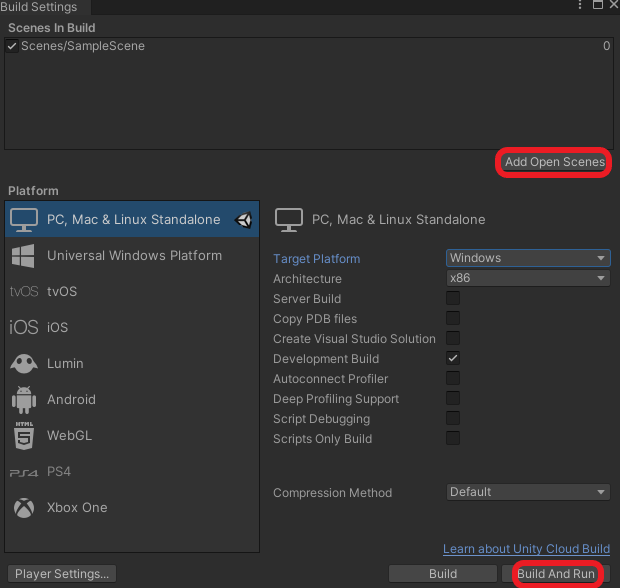 Build Settings
Scenes In Build
Scenes/SampleScene 0
Add Open Scenes
Platform
PC, Mac & Linux Standalone
Universal Windows Platform
tvOS tvOS
iOS iOS
Lumin
Android
HTML 5 WebGL
PS4 PS4
Xbox One
PC, Mac & Linux Standalone
Target Platform Windows
Architecture x86
Server Build
Copy PDB files
Create Visual Studio Solution
Development Build
Autoconnect Profiler
Deep Profiling Support
Script Debugging
Scripts Only Build
Compression Method Default
Learn about Unity Cloud Build
Player Settings...
Build
Build And Run